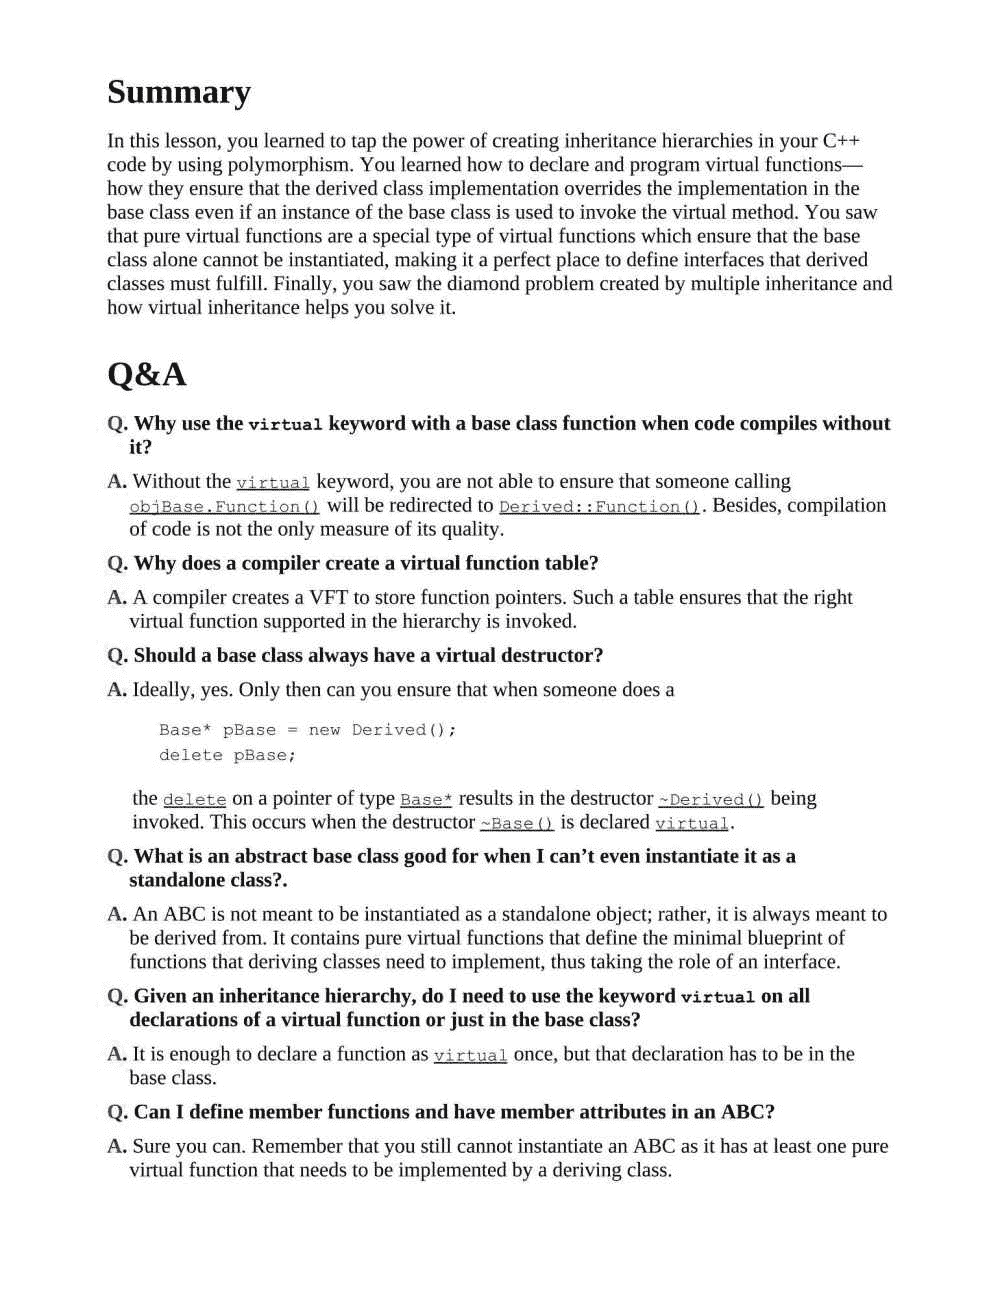 Summary
In this lesson, you learned to tap the power of creating inheritance hierarchies in your C++
code by using polymorphism. You learned how to declare and program virtual functions—
how they ensure that the derived class implementation overrides the implementation in the
base class even if an instance of the base class is used to invoke the virtual method. You saw
that pure virtual functions are a special type of virtual functions which ensure that the base
class alone cannot be instantiated, making it a perfect place to define interfaces that derived
classes must fulfill. Finally, you saw the diamond problem created by multiple inheritance and
how virtual inheritance helps you solve it.
Q&A
Q. Why use the virtual keyword with a base class function when code compiles without
it?
A. Without the virtual keyword, you are not able to ensure that someone calling
objBase.Function() will be redirected to Derived::Function(). Besides, compilation
of code is not the only measure of its quality.
Q. Why does a compiler create a virtual function table?
A. A compiler creates a VFT to store function pointers. Such a table ensures that the right
virtual function supported in the hierarchy is invoked.
Q. Should a base class always have a virtual destructor?
A. Ideally, yes. Only then can you ensure that when someone does a
Base* pBase = new Derived();
delete pBase;
the delete on a pointer of type Base* results in the destructor ~Derived() being
invoked. This occurs when the destructor ~Base() is declared virtual.
Q. What is an abstract base class good for when I can’t even instantiate it as a
standalone class?.
A. An ABC is not meant to be instantiated as a standalone object; rather, it is always meant to
be derived from. It contains pure virtual functions that define the minimal blueprint of
functions that deriving classes need to implement, thus taking the role of an interface.
Q. Given an inheritance hierarchy, do I need to use the keyword virtual on all
declarations of a virtual function or just in the base class?
A. It is enough to declare a function as virtual once, but that declaration has to be in the
base class.
Q. Can I define member functions and have member attributes in an ABC?
A. Sure you can. Remember that you still cannot instantiate an ABC as it has at least one pure
virtual function that needs to be implemented by a deriving class.